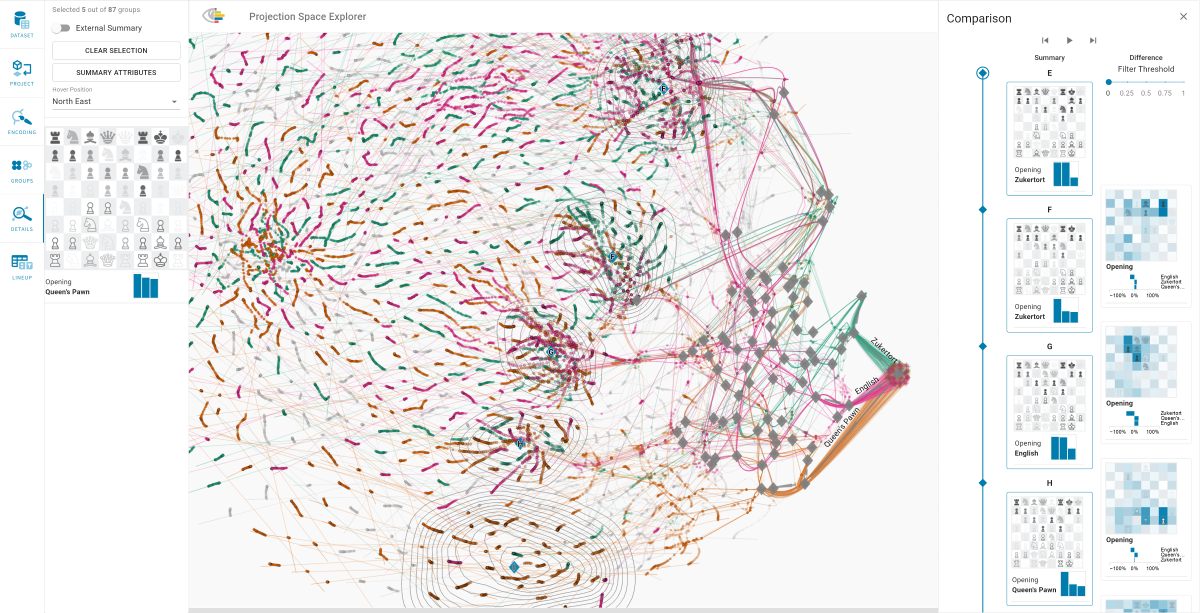 Selected 5 out of 87 groups
External Summary
CLEAR SELECTION
SUMMARY ATTRIBUTES
Hover Position
North East
Opening
Queen's Pawn
DATASET
PROJECT
ENCODING
GROUPS
DETAILS
LINEUP
Projection Space Explorer
E
F
G
H
Zukertort
English
Queen's Pawn
Comparison
Summary
Difference
Filter Threshold
0 0.25 0.5 0.75 1
E
Opening
Zukertort
F
Opening
Zukertort
G
Opening
English
H
Opening
Queen's Pawn
Opening
English
Zukertort
Queen's...
−100% 0% 100%
Opening
Zukertort
Queen's...
English
−100% 0% 100%
Opening
English
Queen's...
Zukertort
−100% 0% 100%